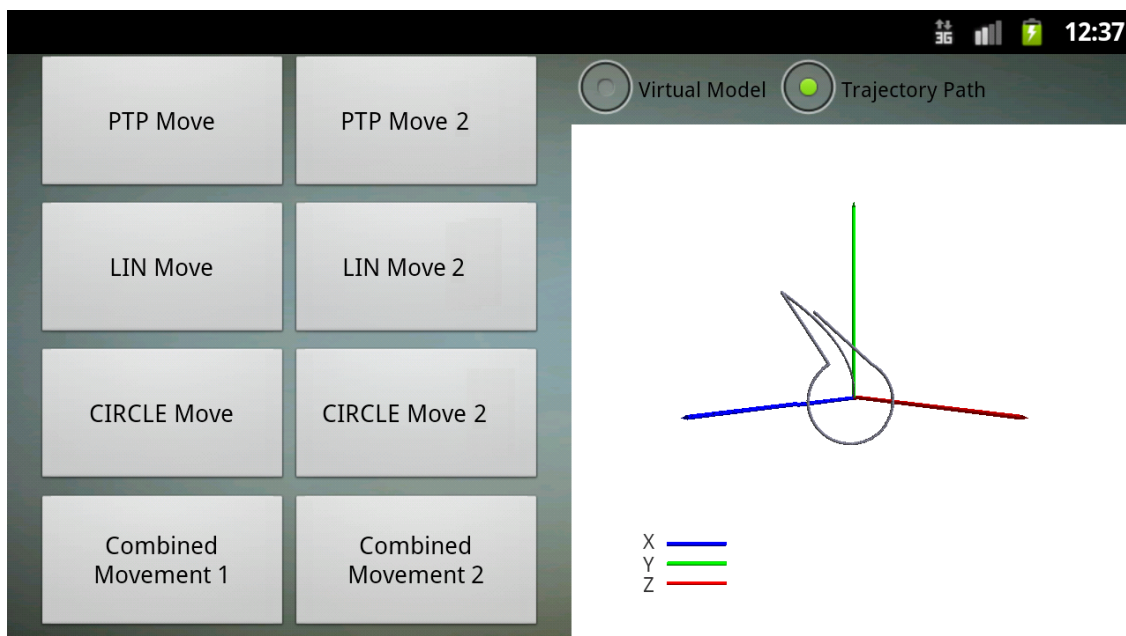 3G 12:37
PTP Move
PTP Move 2
Virtual Model
Trajectory Path
LIN Move
LIN Move 2
CIRCLE Move
CIRCLE Move 2
Combined
Movement 1
Combined
Movement 2
X
Y
Z